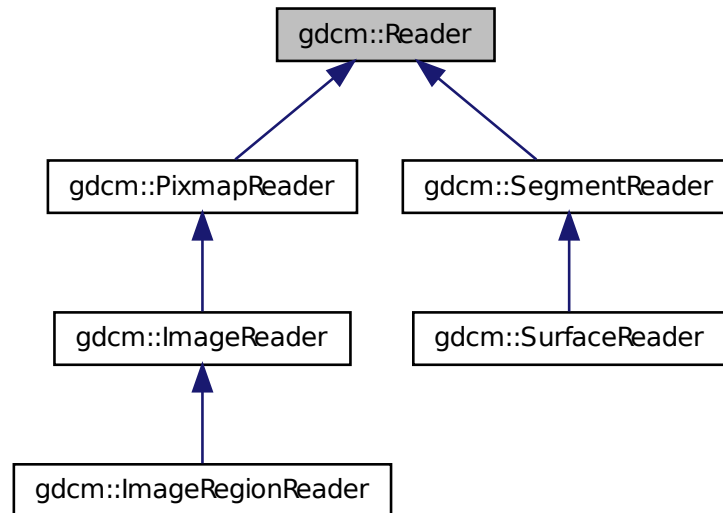 gdcm::Reader
gdcm::PixmapReader
gdcm::SegmentReader
gdcm::ImageReader
gdcm::SurfaceReader
gdcm::ImageRegionReader